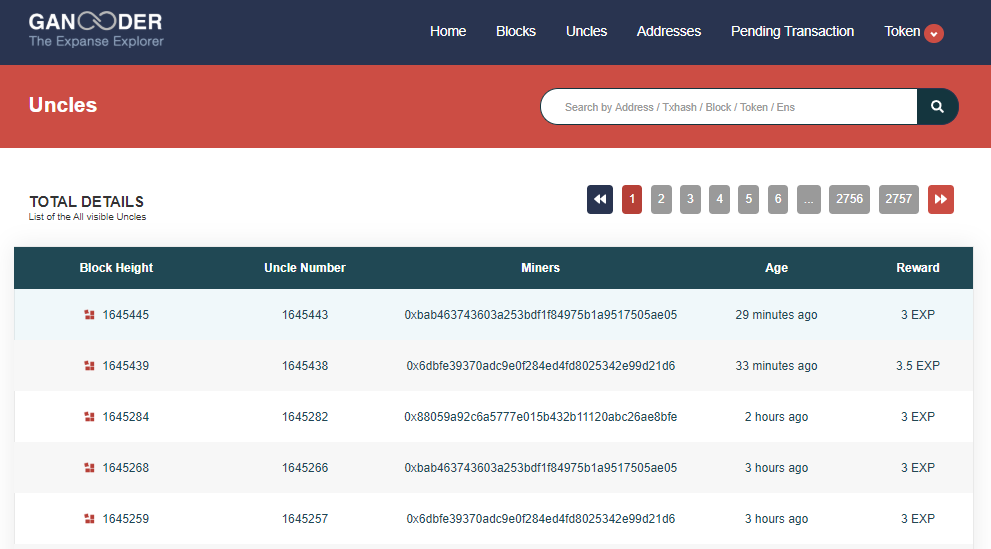 GANOODER
The Expanse Explorer
Home Blocks Uncles Addresses Pending Transaction Token
Uncles
Search by Address / Txhash / Block / Token / Ens
TOTAL DETAILS
List of the All visible Uncles
1 2 3 4 5 6 ... 2756 2757
Block Height Uncle Number Miners Age Reward
1645445 1645443 0xbab463743603a253bdf1f84975b1a9517505ae05 29 minutes ago 3 EXP
1645439 1645438 0x6dbfe39370adc9e0f284ed4fd8025342e99d21d6 33 minutes ago 3.5 EXP
1645284 1645282 0x88059a92c6a5777e015b432b11120abc26ae8bfe 2 hours ago 3 EXP
1645268 1645266 0xbab463743603a253bdf1f84975b1a9517505ae05 3 hours ago 3 EXP
1645259 1645257 0x6dbfe39370adc9e0f284ed4fd8025342e99d21d6 3 hours ago 3 EXP